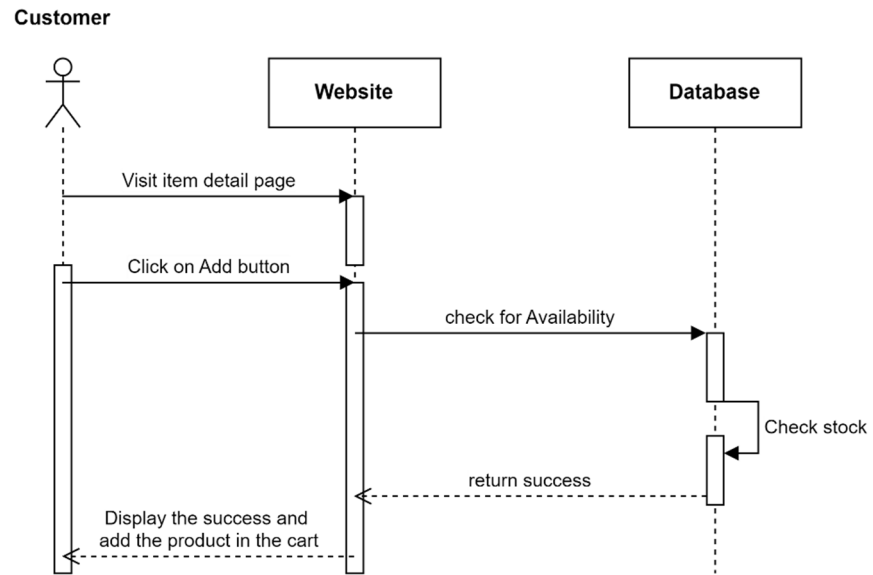 Customer
Website
Database
Visit item detail page
Click on Add button
check for Availability
Check stock
return success
Display the success and
add the product in the cart